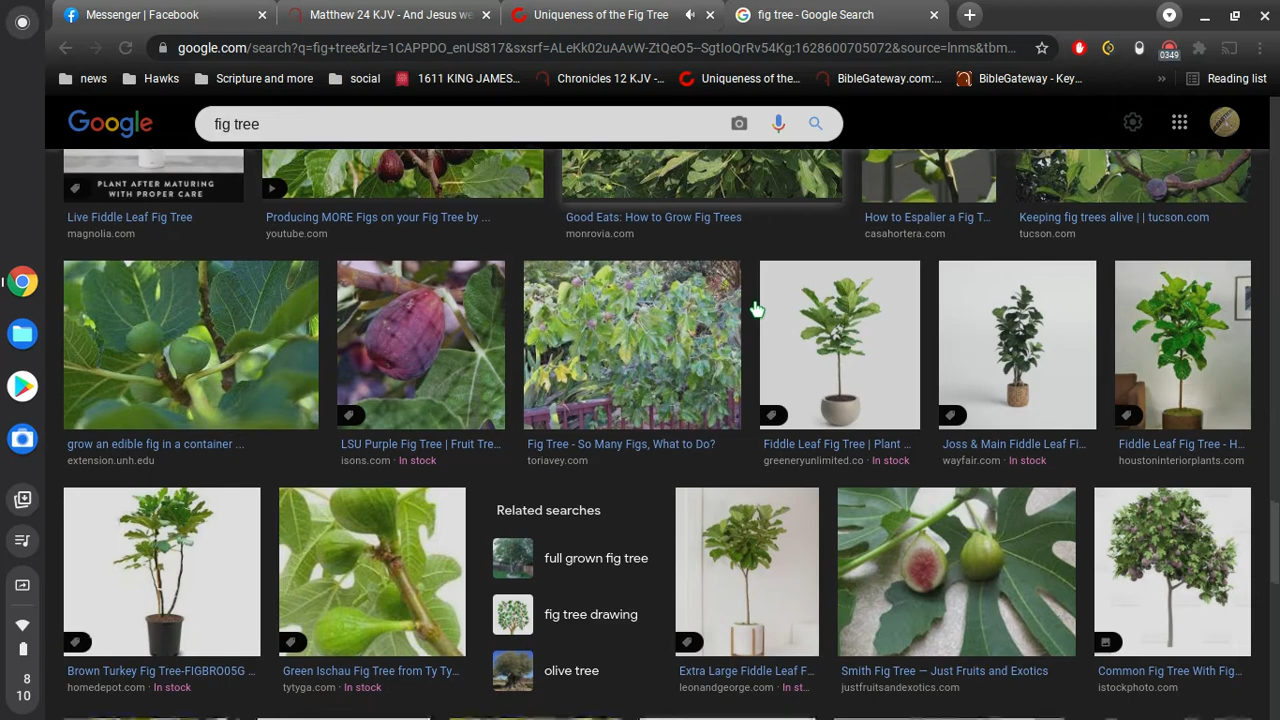 Messenger | Facebook
Matthew 24 KJV - And Jesus we
Uniqueness of the Fig Tree
fig tree - Google Search
google.com/search?q=fig+tree&rlz=1CAPPDO_enUS817&sxsrf=ALeKk02uAAvW-ZtQeO5--SgtIoQrRv54Kg:1628600705072&source=lnms&tbm...
0349
news
Hawks
Scripture and more
social
1611 KING JAMES...
Chronicles 12 KJV -...
Uniqueness of the...
BibleGateway.com:...
BibleGateway - Key...
»
Reading list
Google
fig tree
PLANT AFTER MATURING
WITH PROPER CARE
Live Fiddle Leaf Fig Tree
magnolia.com
Producing MORE Figs on your Fig Tree by ...
youtube.com
Good Eats: How to Grow Fig Trees
monrovia.com
How to Espalier a Fig T...
casahortera.com
Keeping fig trees alive | | tucson.com
tucson.com
grow an edible fig in a container ...
extension.unh.edu
LSU Purple Fig Tree | Fruit Tre...
isons.com · In stock
Fig Tree - So Many Figs, What to Do?
toriavey.com
Fiddle Leaf Fig Tree | Plant ...
greeneryunlimited.co · In stock
Joss & Main Fiddle Leaf Fi...
wayfair.com · In stock
Fiddle Leaf Fig Tree - H...
houstoninteriorplants.com
Brown Turkey Fig Tree-FIGBRO05G ...
homedepot.com · In stock
Green Ischau Fig Tree from Ty Ty...
tytyga.com · In stock
Related searches
full grown fig tree
fig tree drawing
olive tree
Extra Large Fiddle Leaf F...
leonandgeorge.com · In st...
Smith Fig Tree — Just Fruits and Exotics
justfruitsandexotics.com
Common Fig Tree With Fig...
istockphoto.com
8
10